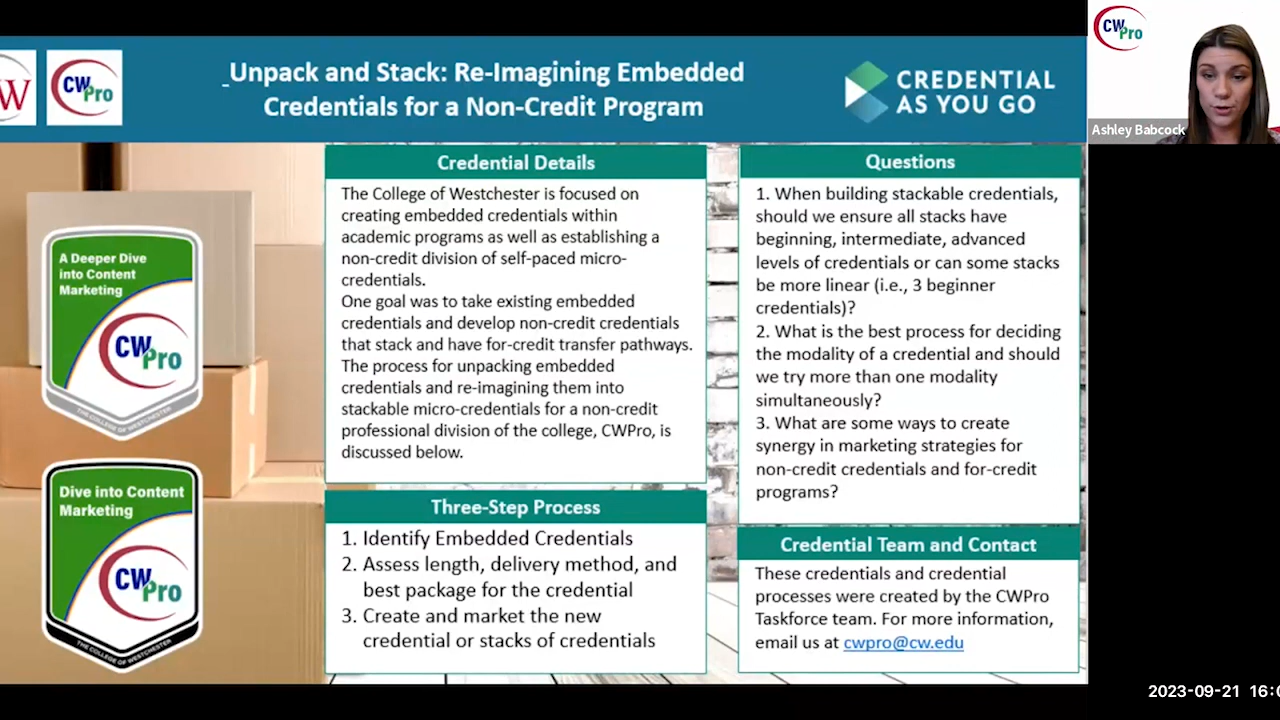 W
CW
Pro
_Unpack and Stack: Re-Imagining Embedded
Credentials for a Non-Credit Program
CREDENTIAL
AS YOU GO
CW
Pro
Ashley Babcock
A Deeper Dive
into Content
Marketing
CW
Pro
THE COLLEGE OF WESTCHESTER
Dive into Content
Marketing
CW
Pro
THE COLLEGE OF WESTCHESTER
Credential Details
The College of Westchester is focused on
creating embedded credentials within
academic programs as well as establishing a
non-credit division of self-paced micro-
credentials.
One goal was to take existing embedded
credentials and develop non-credit credentials
that stack and have for-credit transfer pathways.
The process for unpacking embedded
credentials and re-imagining them into
stackable micro-credentials for a non-credit
professional division of the college, CWPro, is
discussed below.
Three-Step Process
1. Identify Embedded Credentials
2. Assess length, delivery method, and
best package for the credential
3. Create and market the new
credential or stacks of credentials
Questions
1. When building stackable credentials,
should we ensure all stacks have
beginning, intermediate, advanced
levels of credentials or can some stacks
be more linear (i.e., 3 beginner
credentials)?
2. What is the best process for deciding
the modality of a credential and should
we try more than one modality
simultaneously?
3. What are some ways to create
synergy in marketing strategies for
non-credit credentials and for-credit
programs?
Credential Team and Contact
These credentials and credential
processes were created by the CWPro
Taskforce team. For more information,
email us at cwpro@cw.edu
2023-09-21 16:0